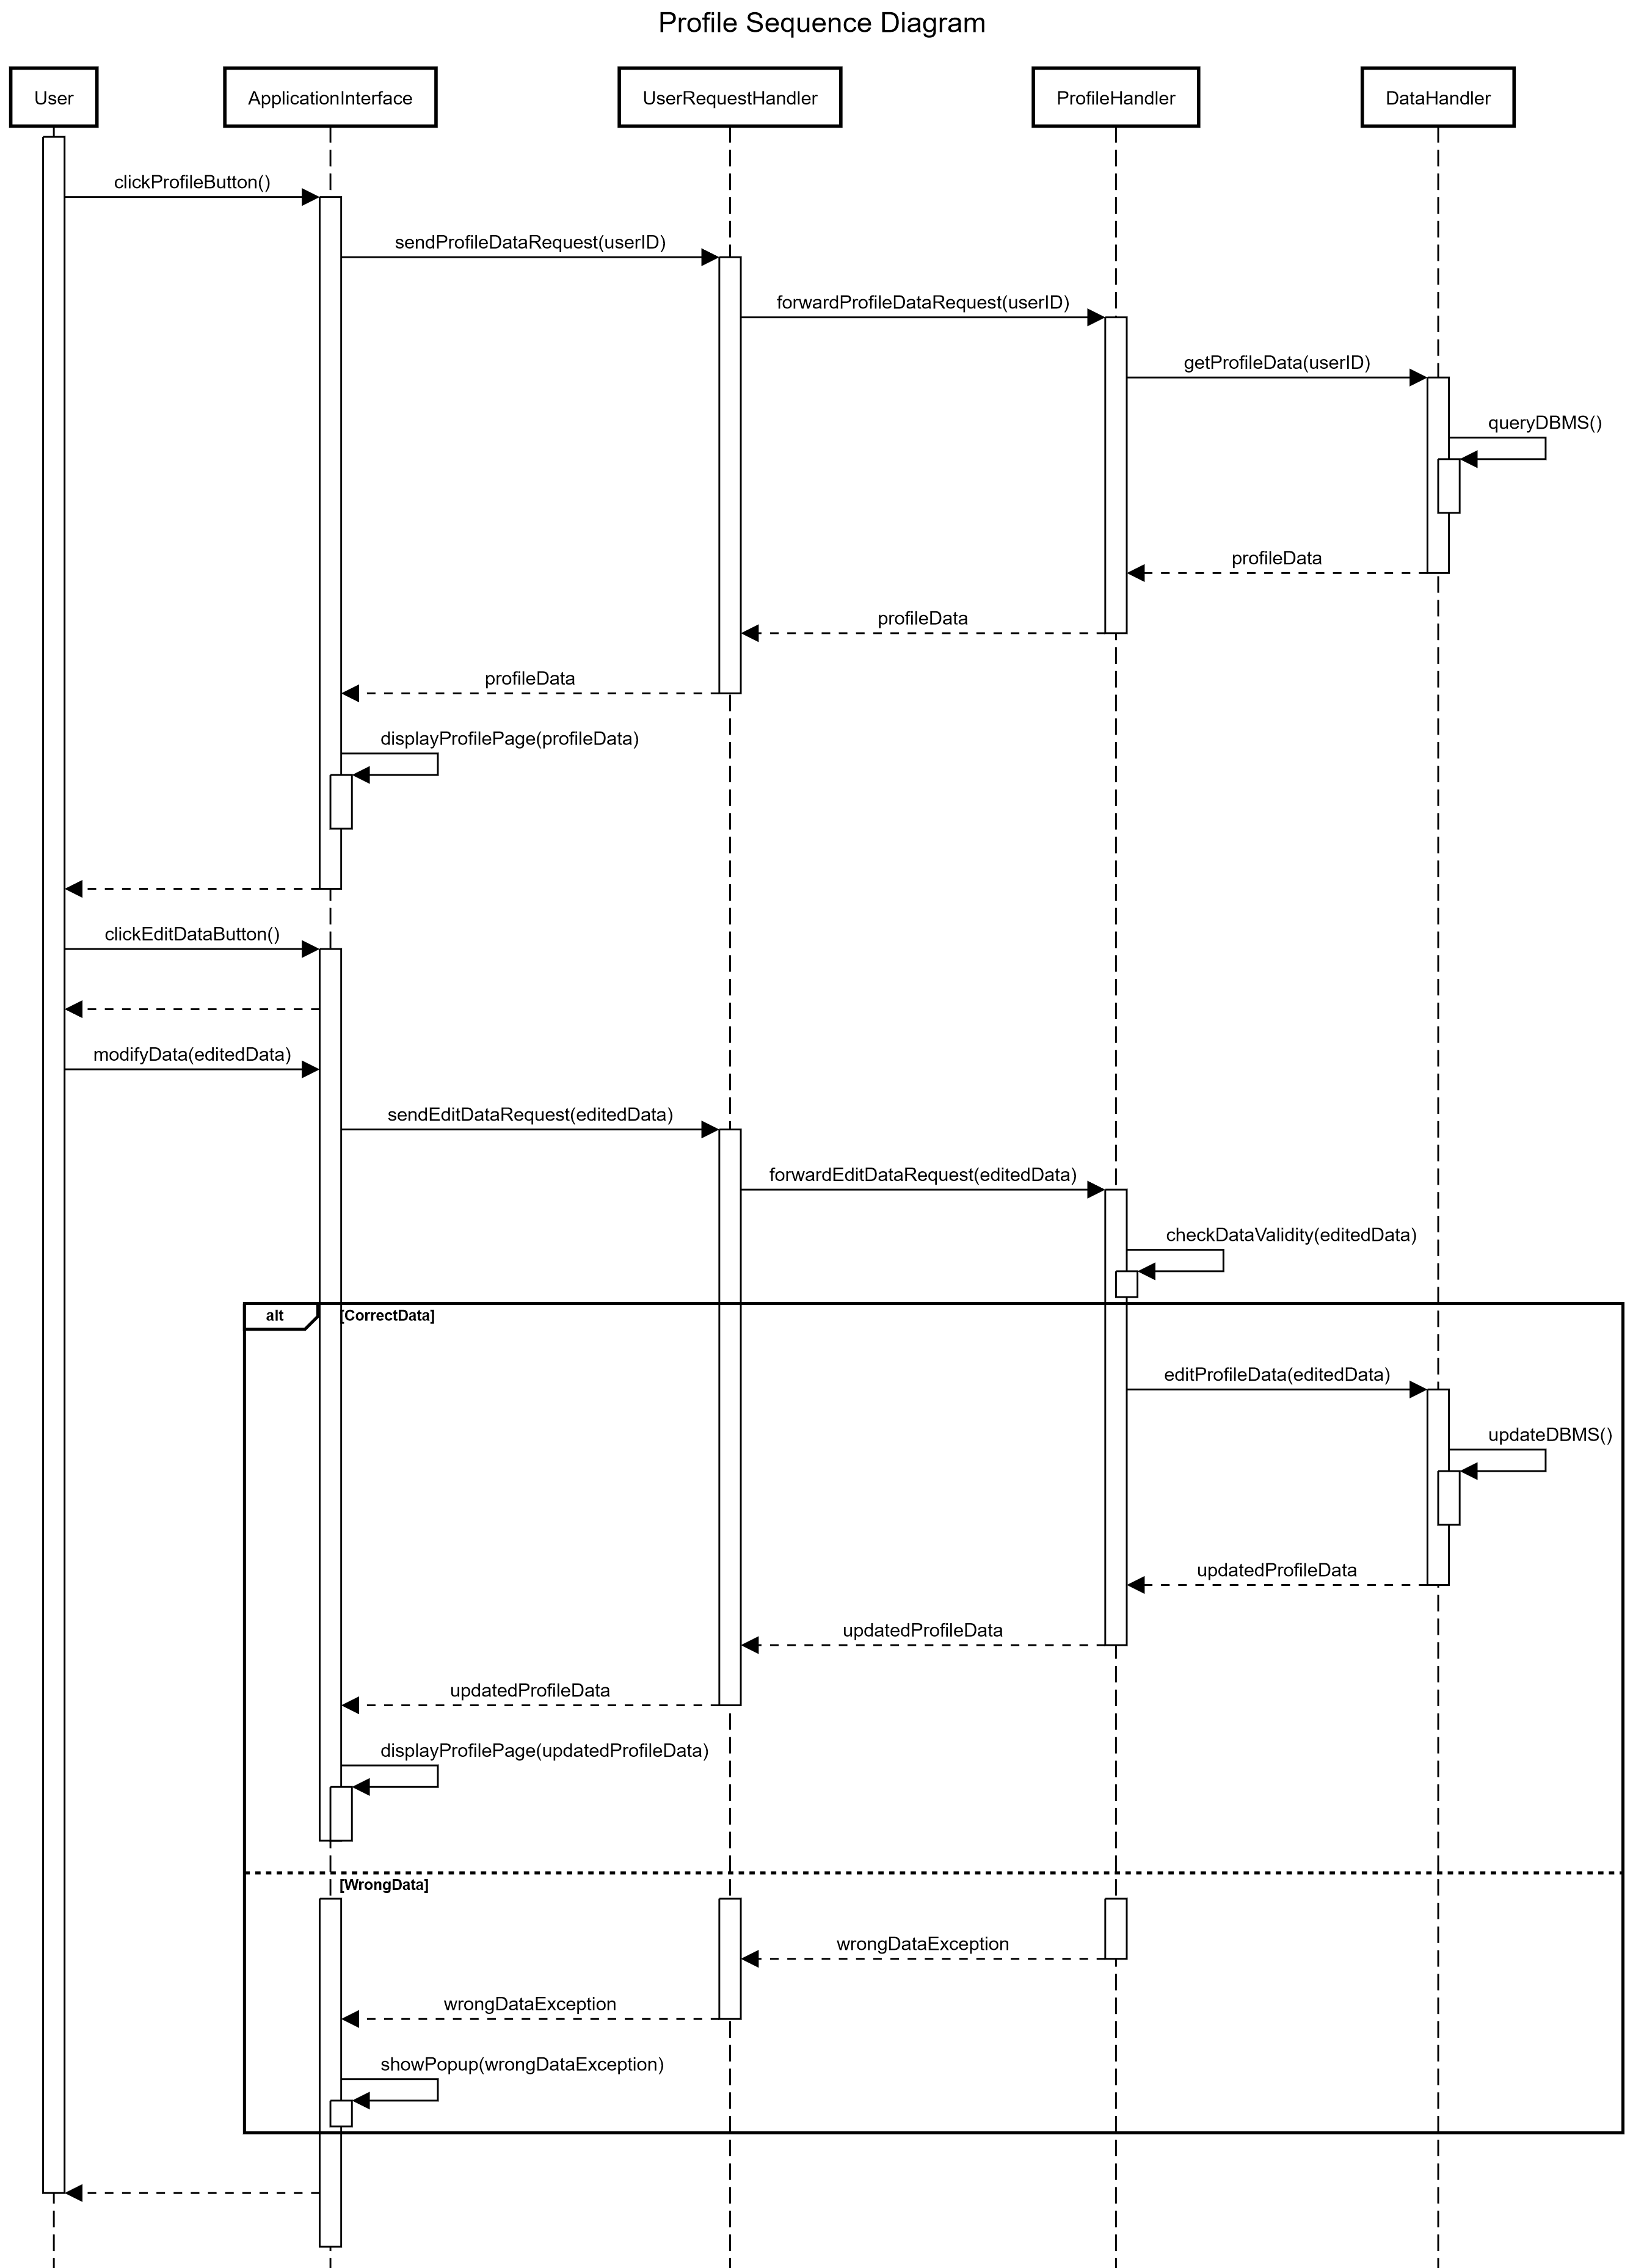 Profile Sequence Diagram
User
ApplicationInterface
UserRequestHandler
ProfileHandler
DataHandler
clickProfileButton()
sendProfileDataRequest(userID)
forwardProfileDataRequest(userID)
getProfileData(userID)
queryDBMS()
profileData
profileData
profileData
displayProfilePage(profileData)
clickEditDataButton()
modifyData(editedData)
sendEditDataRequest(editedData)
forwardEditDataRequest(editedData)
checkDataValidity(editedData)
alt
[CorrectData]
editProfileData(editedData)
updateDBMS()
updatedProfileData
updatedProfileData
updatedProfileData
displayProfilePage(updatedProfileData)
[WrongData]
wrongDataException
wrongDataException
showPopup(wrongDataException)